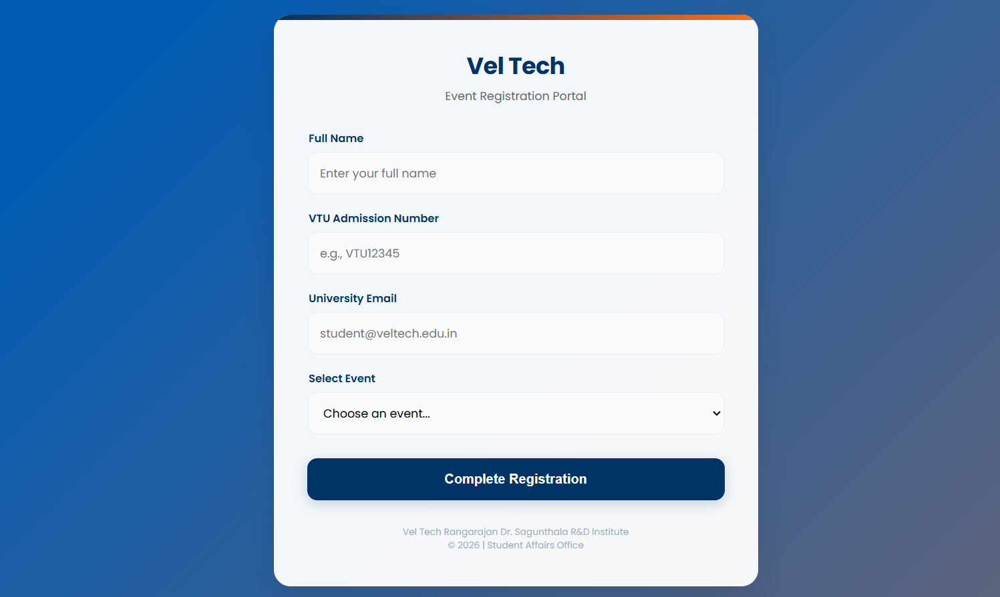 Vel Tech
Event Registration Portal
Full Name
Enter your full name
VTU Admission Number
e.g., VTU12345
University Email
student@veltech.edu.in
Select Event
Choose an event...
Complete Registration
Vel Tech Rangarajan Dr. Sagunthala R&D Institute
© 2026 | Student Affairs Office